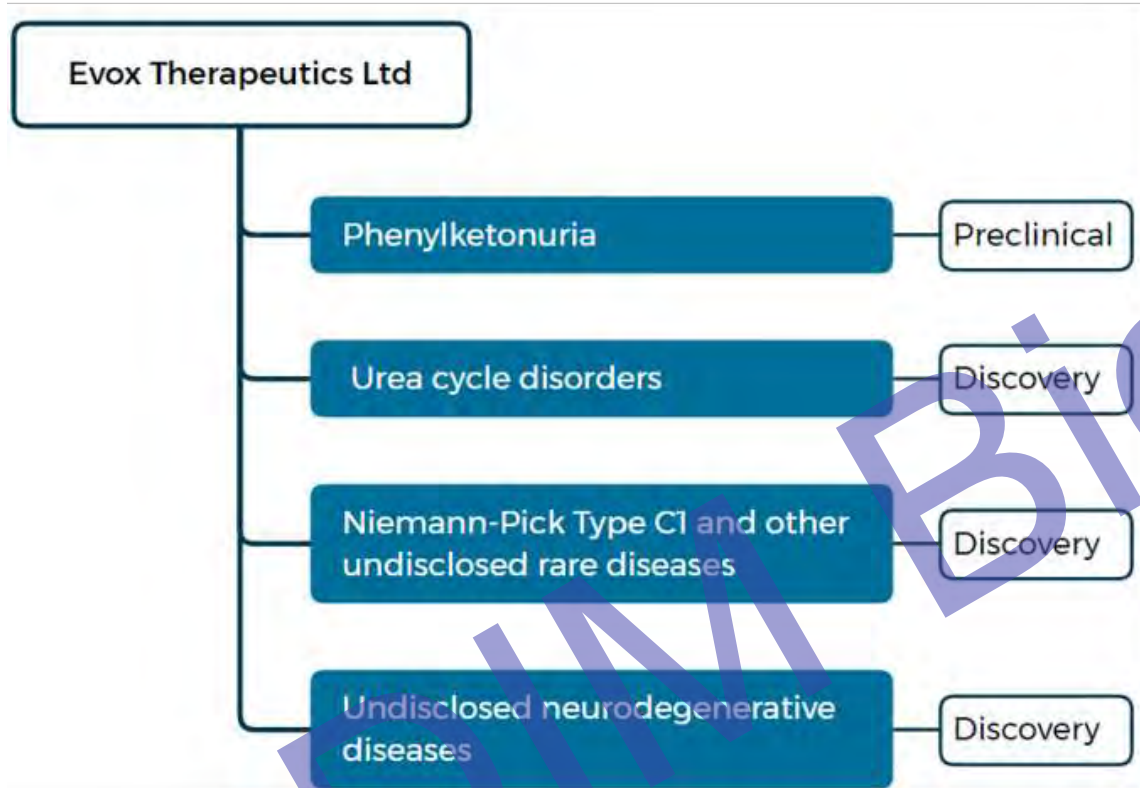 Evox Therapeutics Ltd
Phenylketonuria
Preclinical
Urea cycle disorders
Discovery
Niemann-Pick Type C1 and other
undisclosed rare diseases
Discovery
Undisclosed neurodegenerative
diseases
Discovery